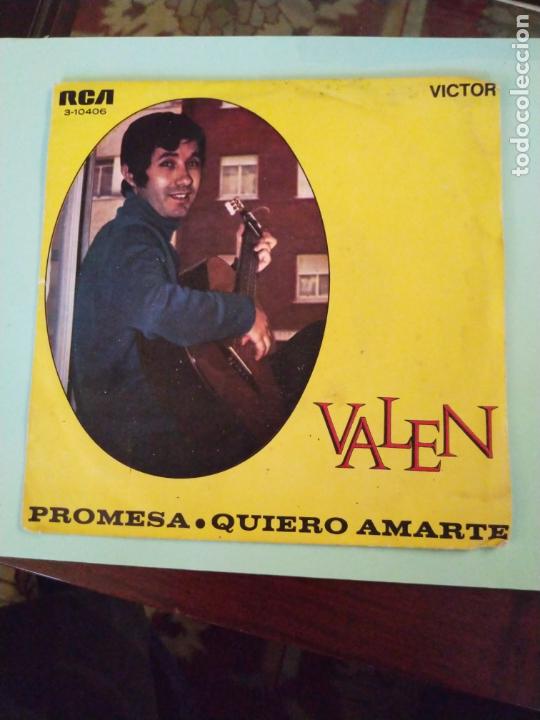 RCA
3-10406
VICTOR
VALEN
PROMESA • QUIERO AMARTE
todocoleccion